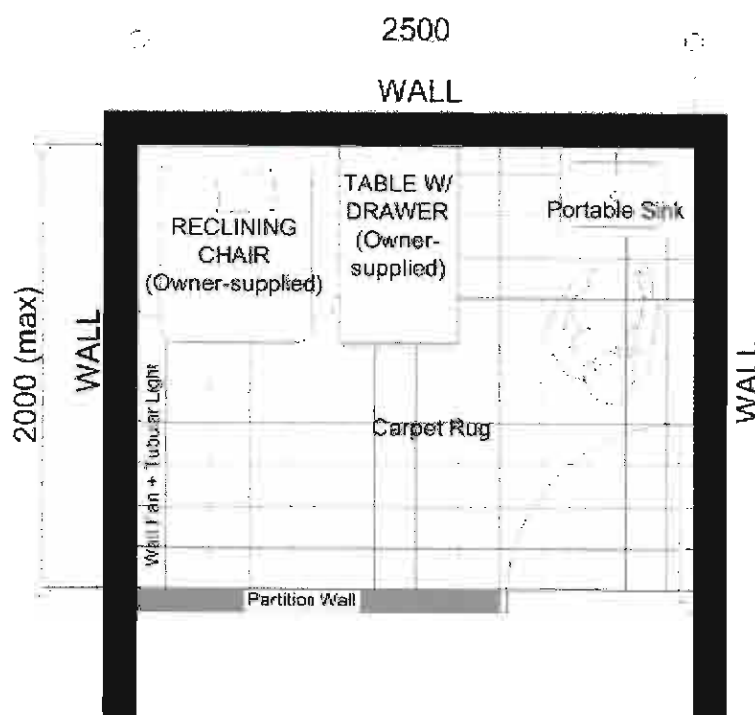 2500
WALL
TABLE W/
DRAWER
(Owner-
supplied)
RECLINING
CHAIR
(Owner-supplied)
Portable Sink
2000 (max)
WALL
WALL
Wall Fan + Tubular Light
Carpet Rug
Partition Wall